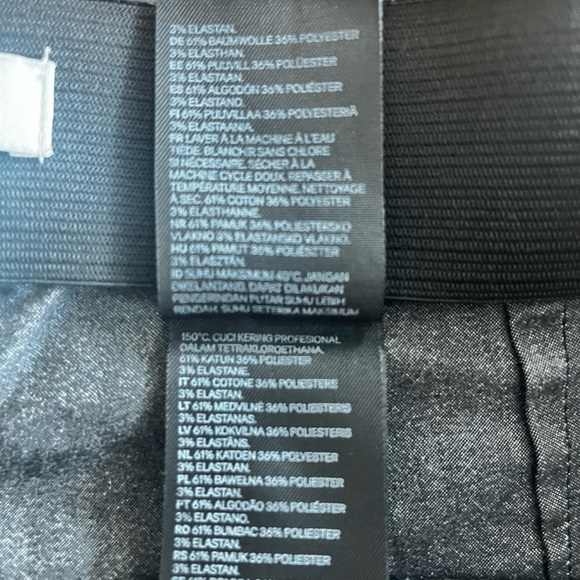 3% ELASTAN.
DE 61% BAUMWOLLE 36% POLYESTER
3% ELASTHAN.
EE 61% PUUVILL 36% POLÜESTER
3% ELASTAAN.
ES 61% ALGODÓN 36% POLIÉSTER
3% ELASTANO.
FI 61% PUUVILLAA 36% POLYESTERIÄ
3% ELASTAANIA.
FR LAVER À LA MACHINE À L'EAU
TIÈDE. BLANCHIR SANS CHLORE
SI NÉCESSAIRE. SÉCHER À LA
MACHINE CYCLE DOUX. REPASSER À
TEMPÉRATURE MOYENNE. NETTOYAGE
À SEC. 61% COTON 36% POLYESTER
3% ELASTHANNE.
HR 61% PAMUK 36% POLIESTERSKO
VLAKNO 3% ELASTANSKO VLAKNO.
HU 61% PAMUT 36% POLIÉSZTER
3% ELASZTÁN.
ID SUHU MAKSIMUM 40°C. JANGAN
DIKELANTANG. DAPAT DILAKUKAN
PENGERINGAN PUTAR SUHU LEBIH
RENDAH. SUHU SETERIKA MAKSIMUM
150°C. CUCI KERING PROFESIONAL
DALAM TETRAKLOROETHANA.
61% KATUN 36% POLIESTER
3% ELASTANE.
IT 61% COTONE 36% POLIESTERE
3% ELASTANE.
LT 61% MEDVILNĖ 36% POLIESTERIS
3% ELASTANAS.
LV 61% KOKVILNA 36% POLIESTERIS
3% ELASTĀNS.
NL 61% KATOEN 36% POLYESTER
3% ELASTAAN.
PL 61% BAWEŁNA 36% POLIESTER
3% ELASTAN.
PT 61% ALGODÃO 36% POLIÉSTER
3% ELASTANO.
RO 61% BUMBAC 36% POLIESTER
3% ELASTAN.
RS 61% PAMUK 36% POLIESTER
3% ELASTAN.